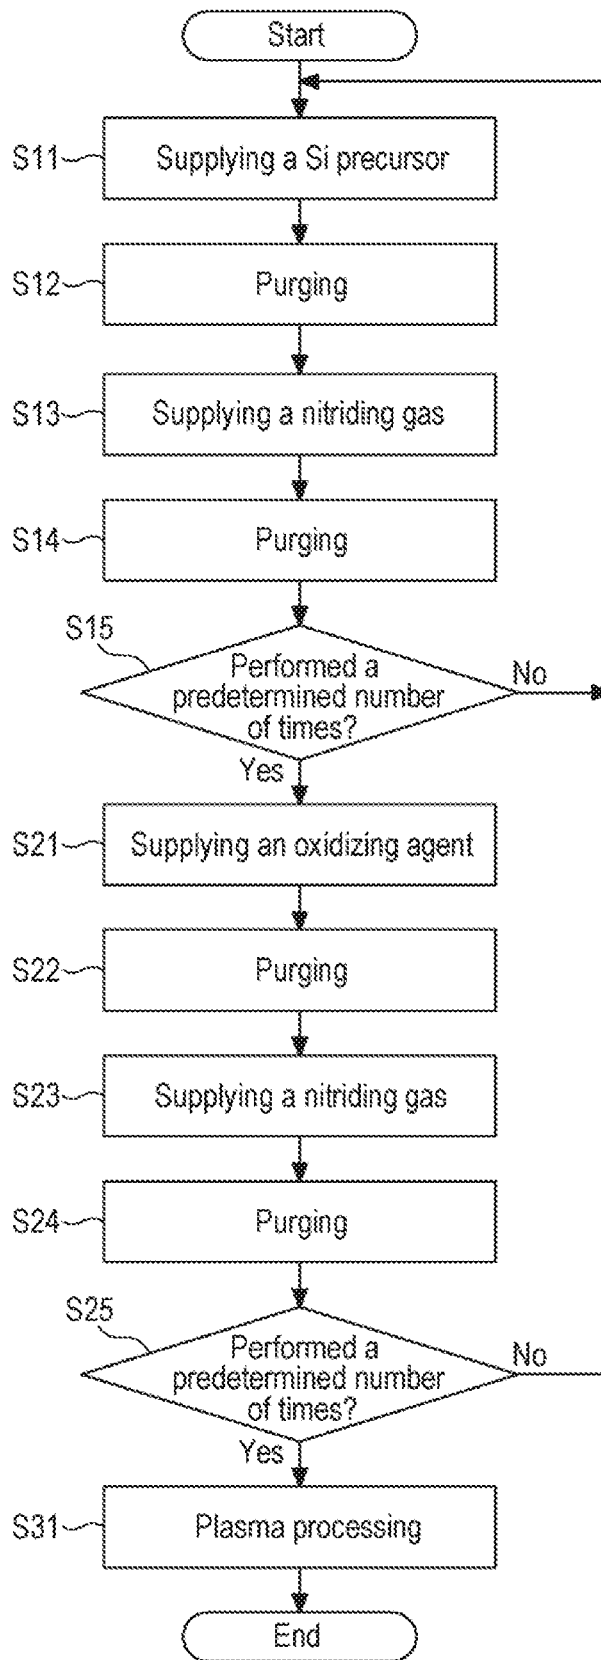 Start
S11
Supplying a Si precursor
S12
Purging
S13
Supplying a nitriding gas
S14
Purging
S15
Performed a
predetermined number
of times?
No
Yes
S21
Supplying an oxidizing agent
S22
Purging
S23
Supplying a nitriding gas
S24
Purging
S25
Performed a
predetermined number
of times?
No
Yes
S31
Plasma processing
End